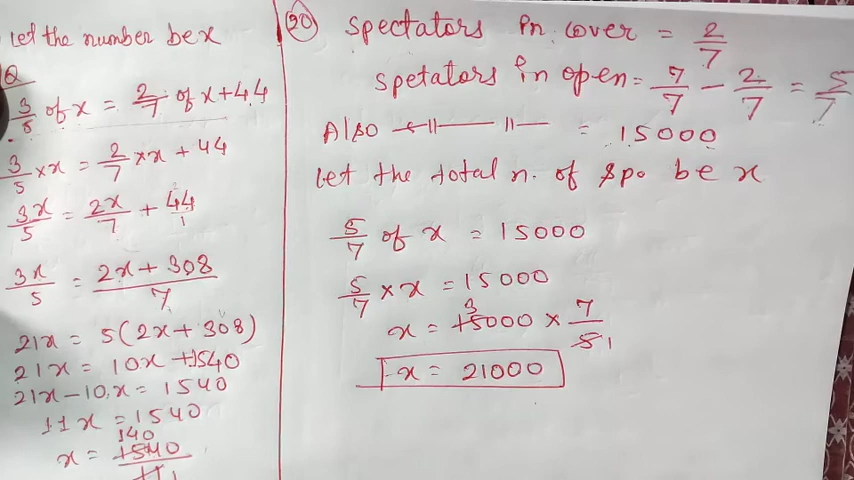 Let the number be x
Q
3/5 of x = 2/7 of x + 44
3/5 × x = 2/7 × x + 44
3x/5 = 2x/7 + 44/1
3x/5 = (2x + 308)/7
21x = 5(2x + 308)
21x = 10x + 1540
21x - 10x = 1540
11x = 1540
140
x = 1540/11 1
20 Spectators in cover = 2/7
Spetators in open = 7/7 - 2/7 = 5/7
Also —〃— 〃— = 15000
Let the total n. of spo be x
5/7 of x = 15000
5/7 × x = 15000
3
x = 15000 × 7/5 1
x = 21000